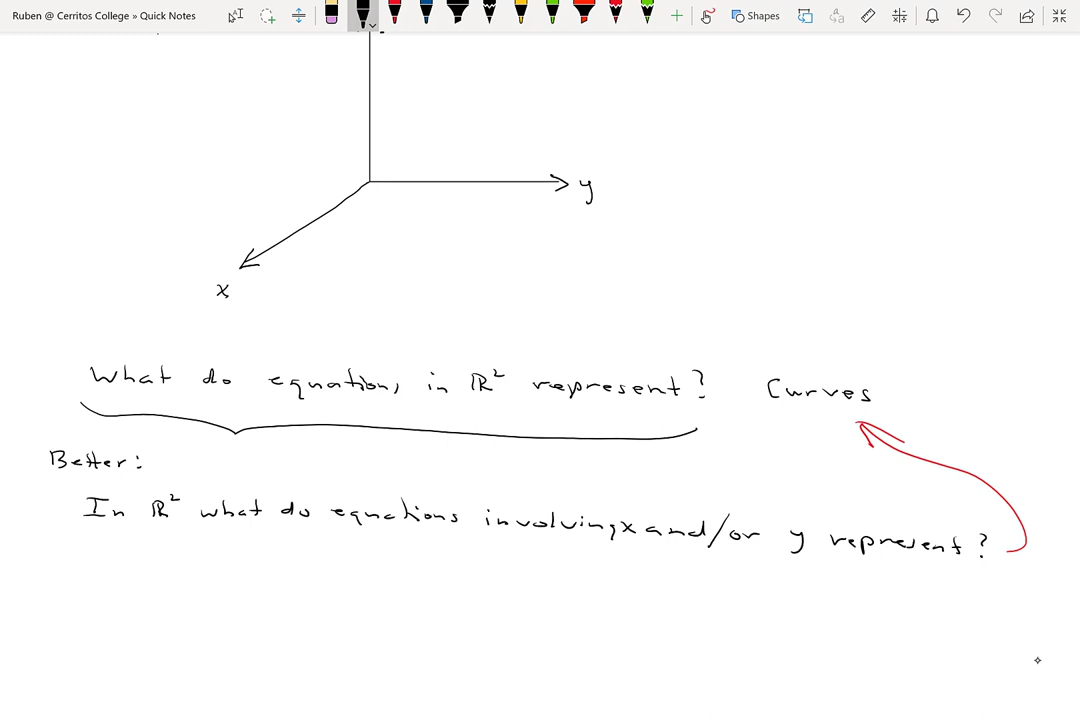 Ruben @ Cerritos College » Quick Notes
Shapes
y
x
What do equations in ℝ² represent? Curves
Better:
In ℝ² what do equations involving x and/or y represent?